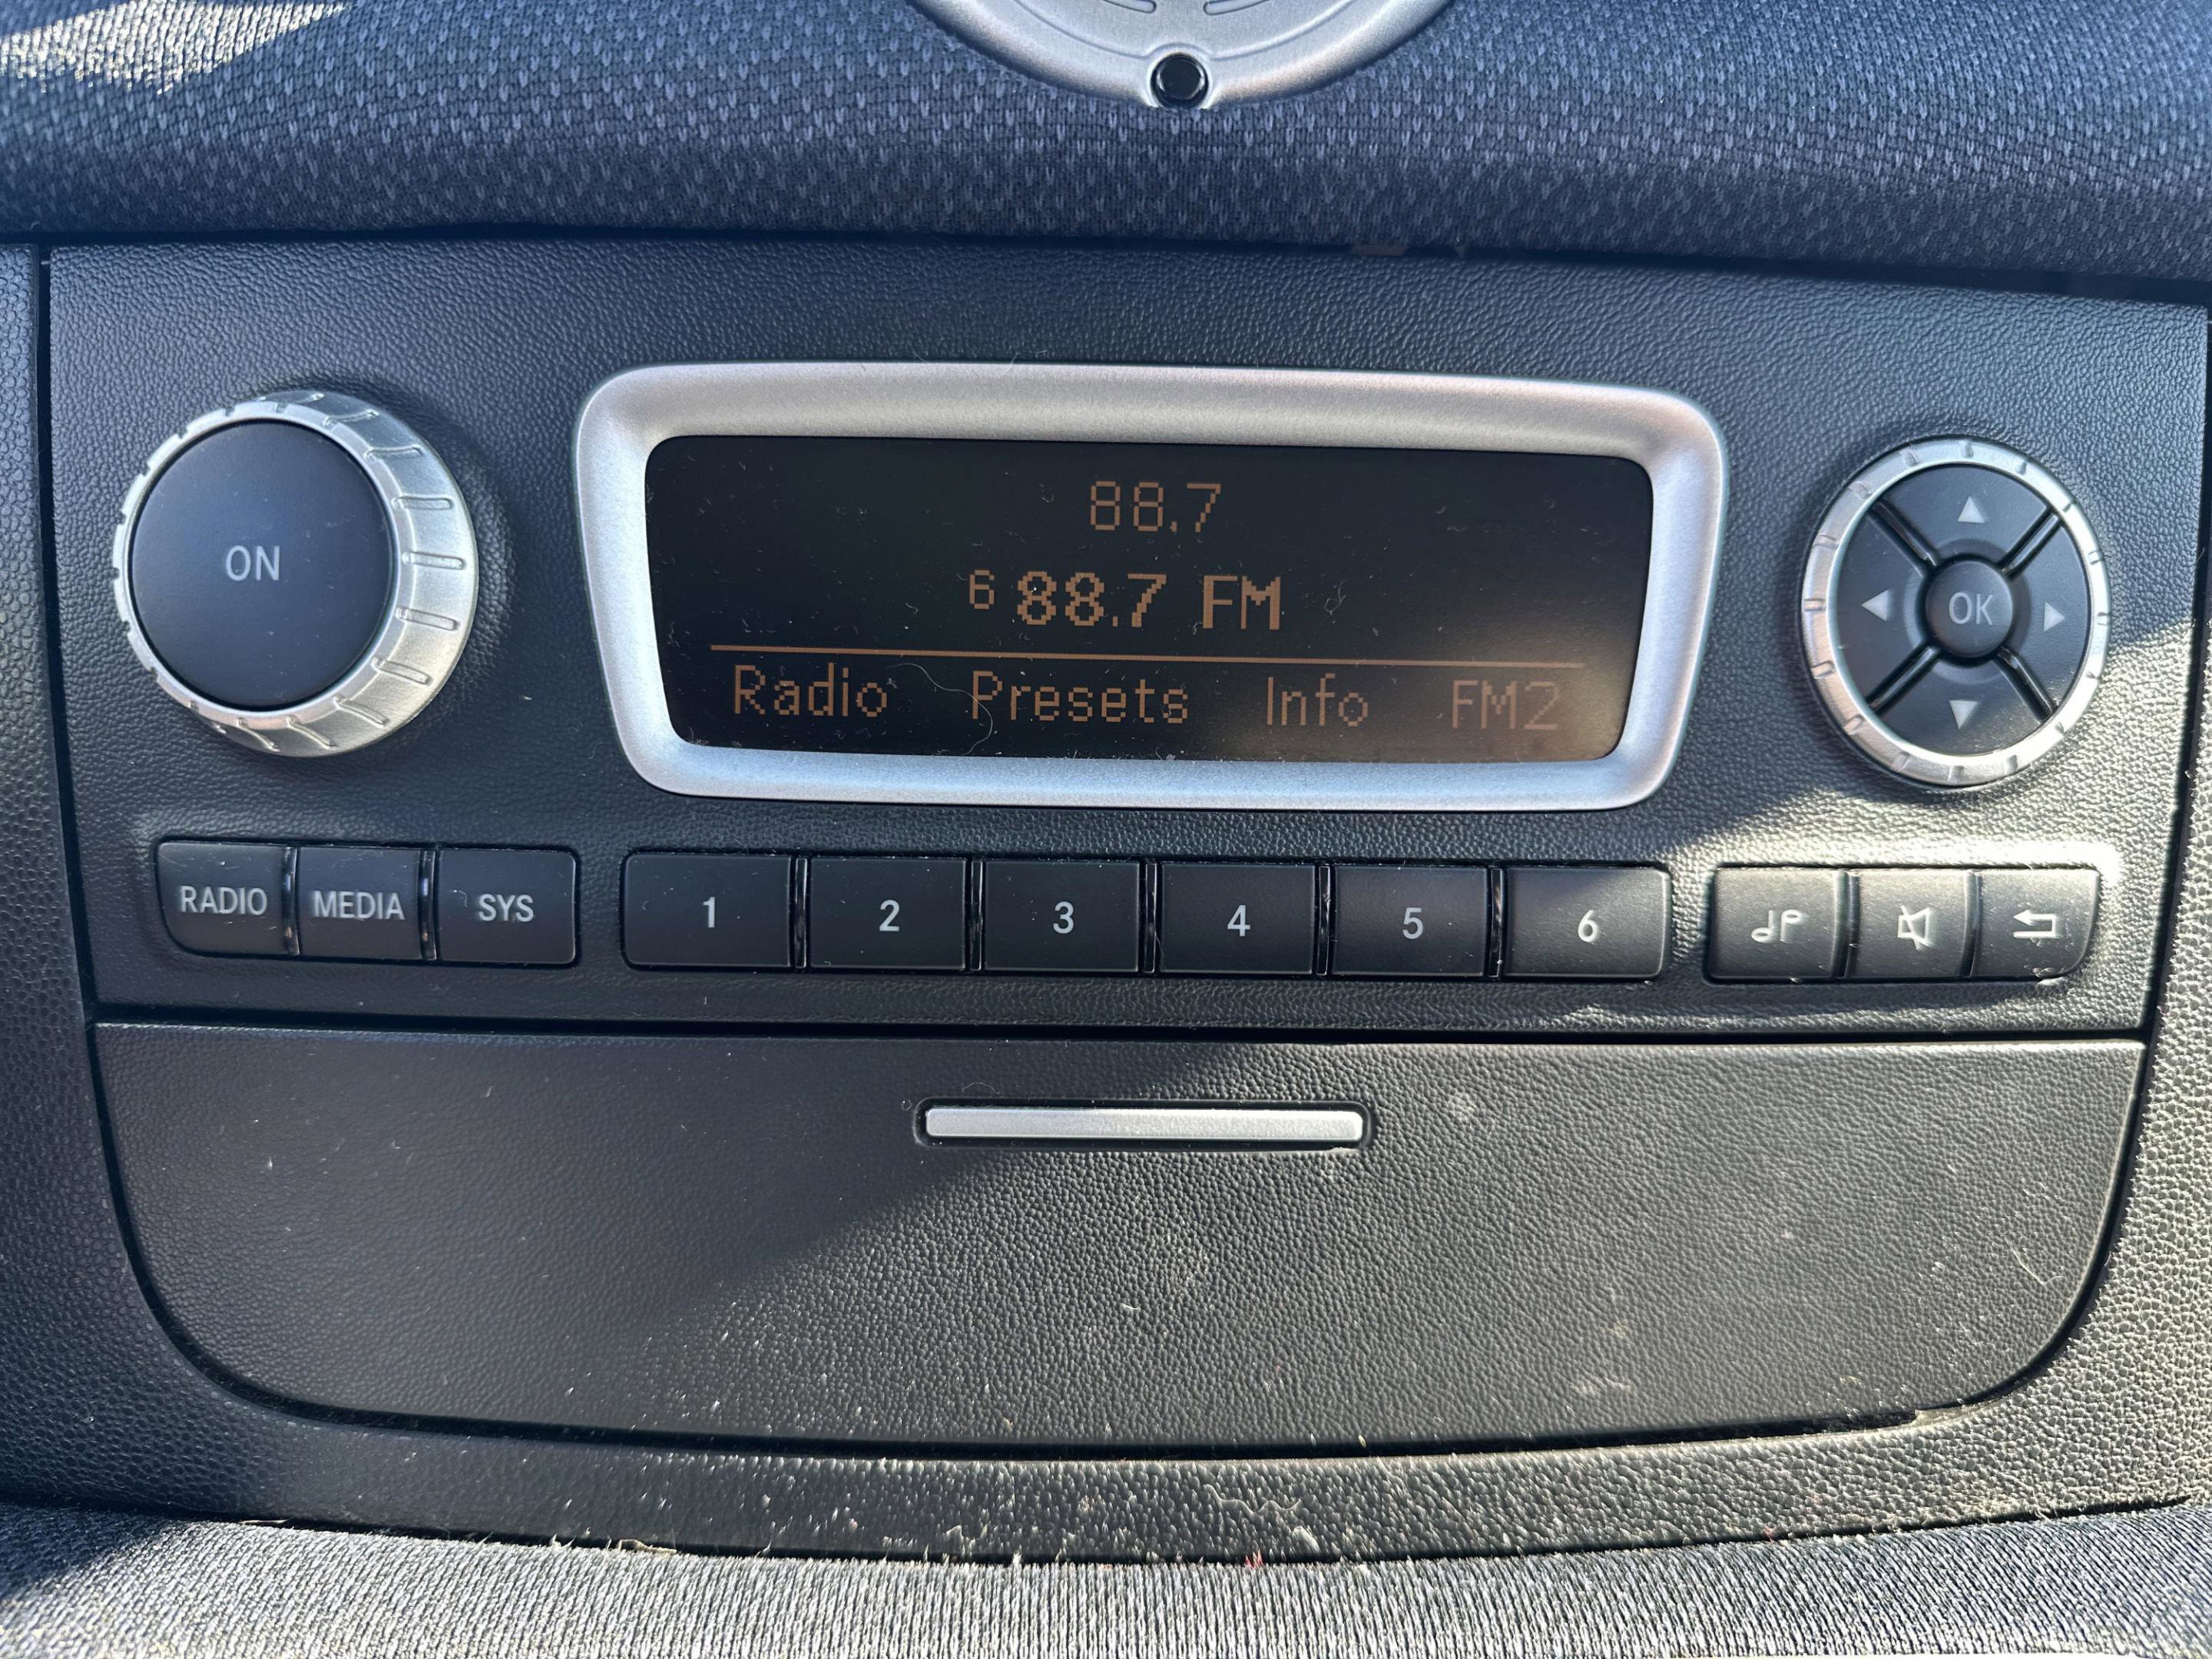 88.7
6 88.7 FM
Radio Presets Info FM2
ON
OK
RADIO MEDIA SYS 1 2 3 4 5 6